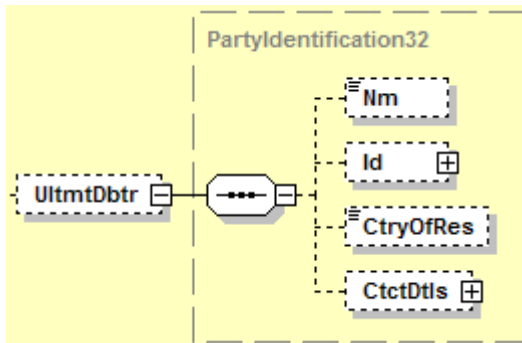 PartyIdentification32
Nm
Id
UltmtDbtr
CtryOfRes
CtctDtls